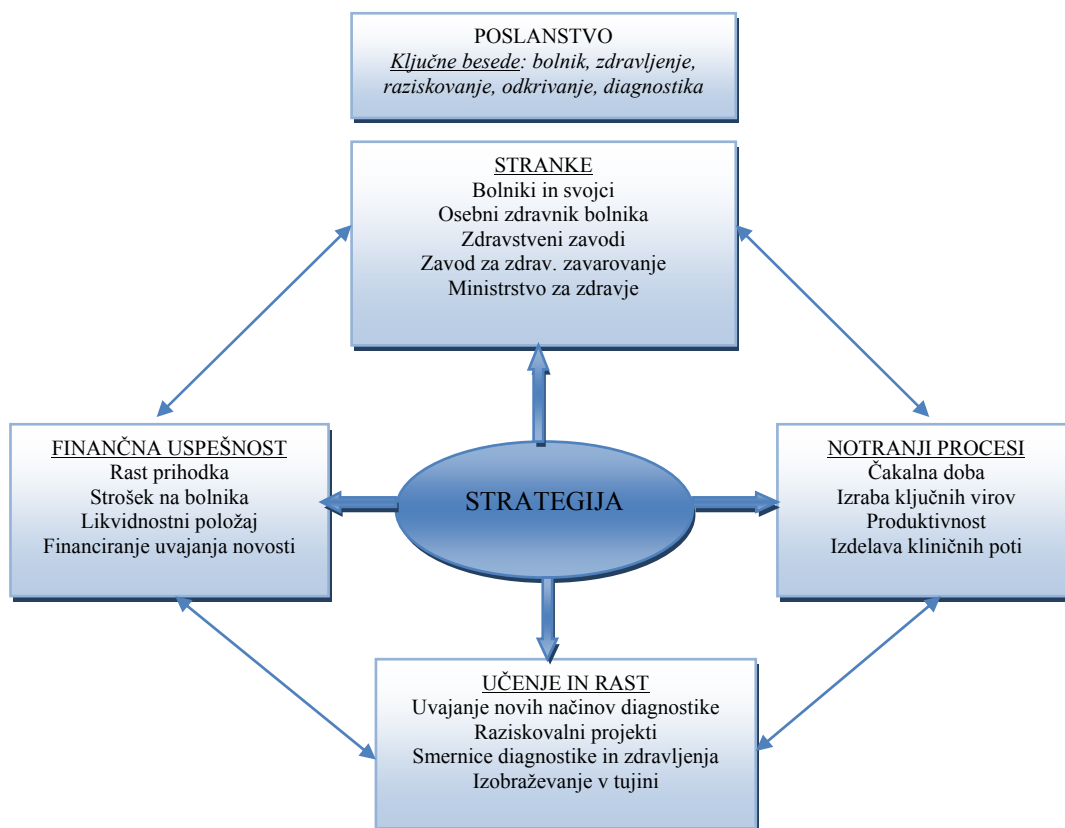 POSLANSTVO
Ključne besede: bolnik, zdravljenje,
raziskovanje, odkrivanje, diagnostika
STRANKE
Bolniki in svojci
Osebni zdravnik bolnika
Zdravstveni zavodi
Zavod za zdrav. zavarovanje
Ministrstvo za zdravje
FINANČNA USPEŠNOST
Rast prihodka
Strošek na bolnika
Likvidnostni položaj
Financiranje uvajanja novosti
STRATEGIJA
NOTRANJI PROCESI
Čakalna doba
Izraba ključnih virov
Produktivnost
Izdelava kliničnih poti
UČENJE IN RAST
Uvajanje novih načinov diagnostike
Raziskovalni projekti
Smernice diagnostike in zdravljenja
Izobraževanje v tujini